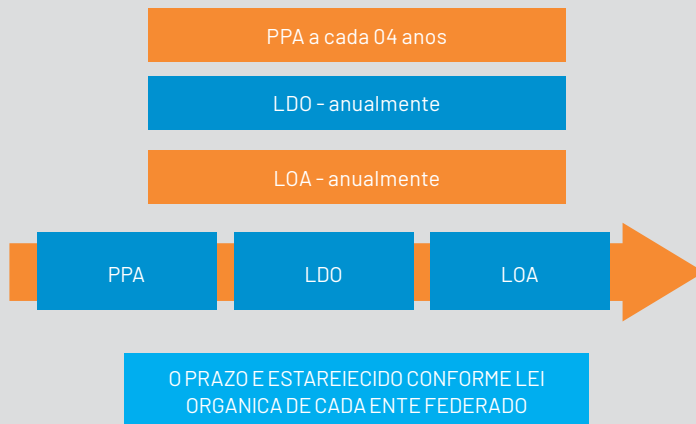 PPA a cada 04 anos
LDO - anualmente
LOA - anualmente
PPA
LDO
LOA
O PRAZO E ESTAREIECIDO CONFORME LEI
ORGANICA DE CADA ENTE FEDERADO